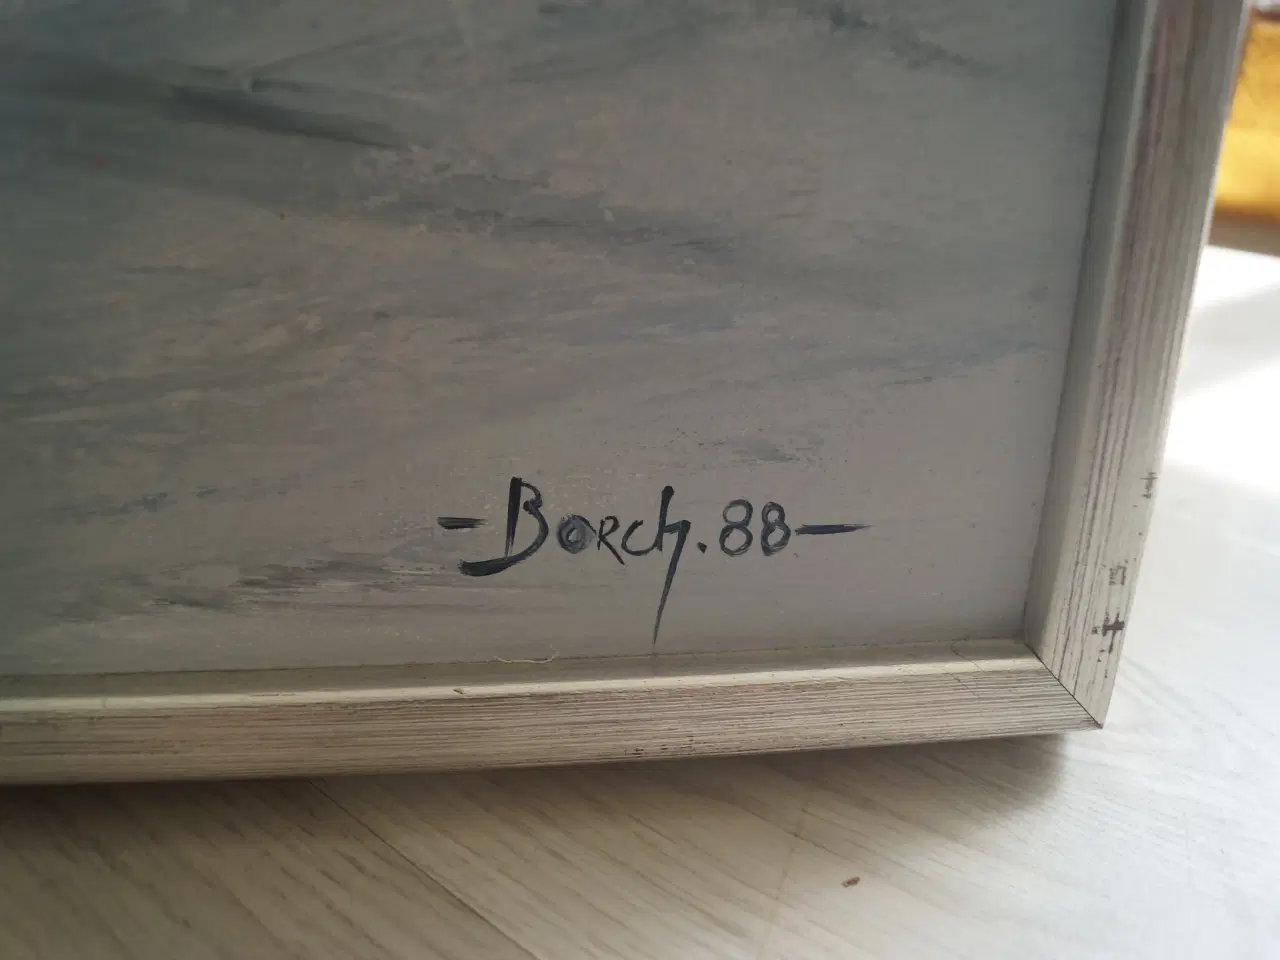 - Borch. 88 -